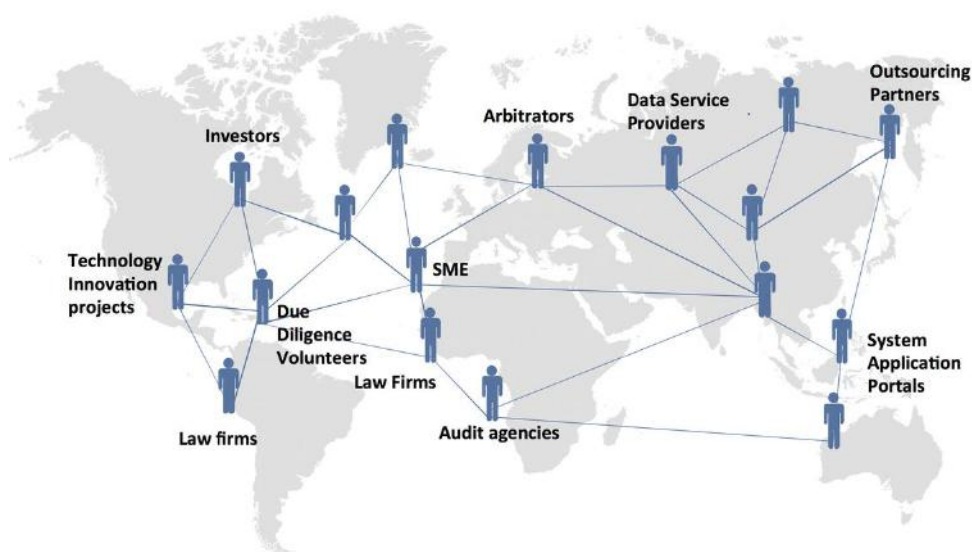 Investors
Arbitrators
Data Service
Providers
Outsourcing
Partners
Technology
Innovation
projects
SME
Due
Diligence
Volunteers
Law Firms
System
Application
Portals
Law firms
Audit agencies